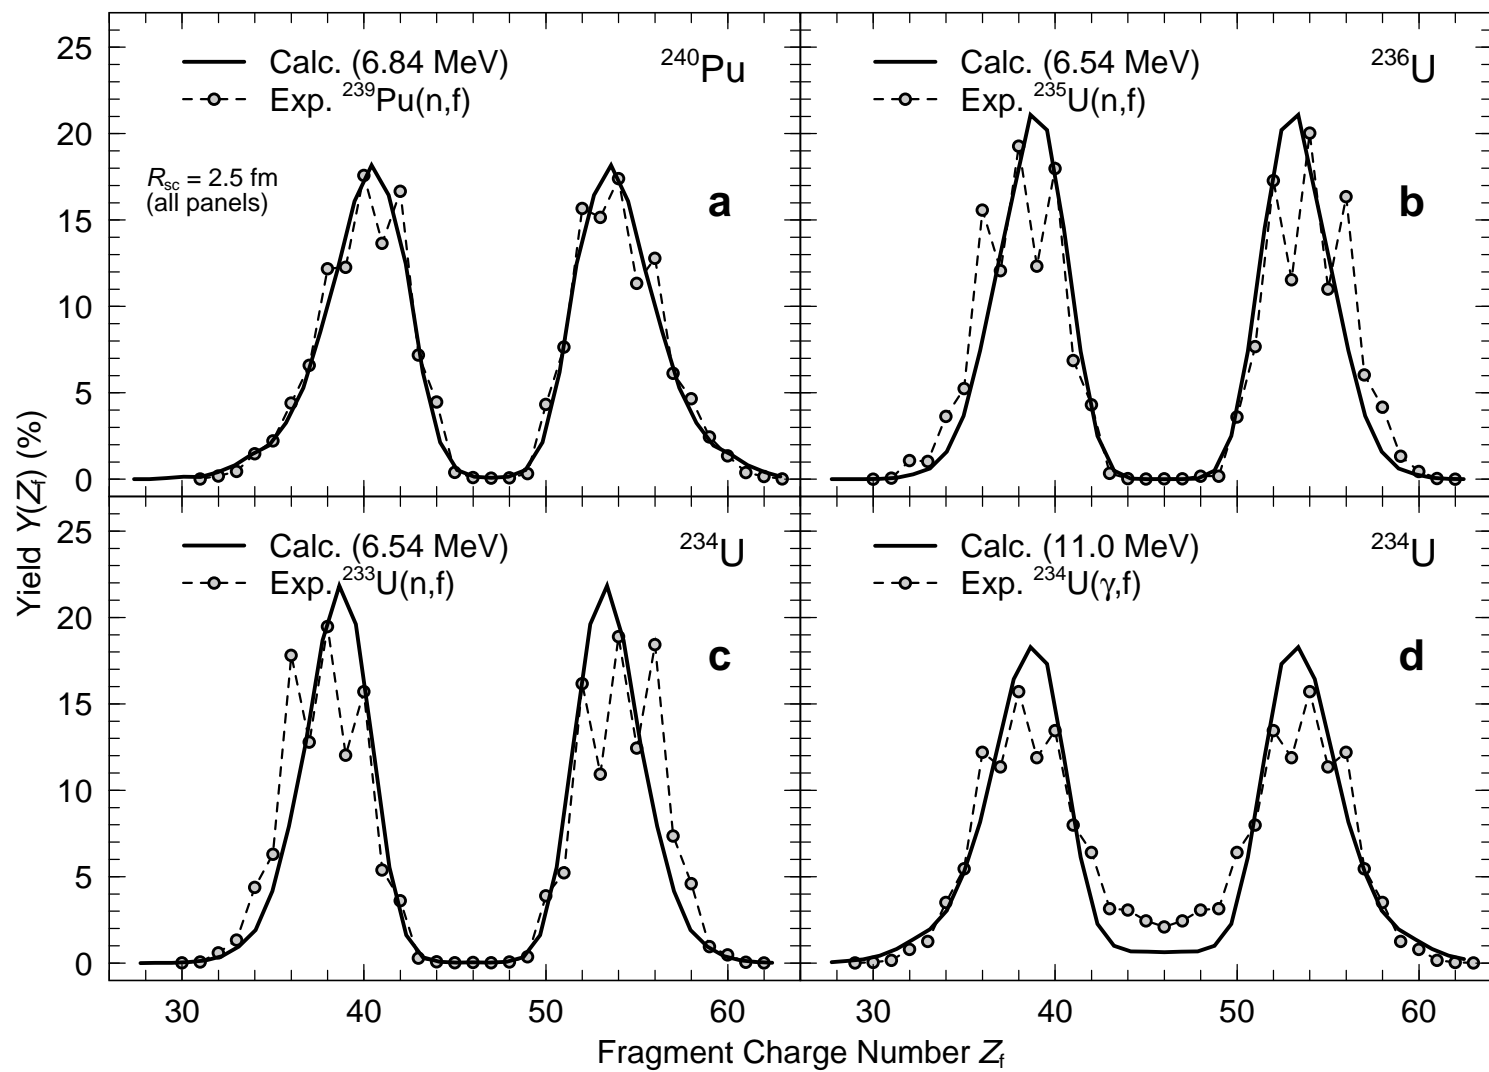 Yield Y(Z_f) (%)
25
20
15
10
5
0
Calc. (6.84 MeV)
Exp. ²³⁹Pu(n,f)
²⁴⁰Pu
R_sc = 2.5 fm
(all panels)
a
Calc. (6.54 MeV)
Exp. ²³⁵U(n,f)
²³⁶U
b
25
20
15
10
5
0
Calc. (6.54 MeV)
Exp. ²³³U(n,f)
²³⁴U
c
Calc. (11.0 MeV)
Exp. ²³⁴U(γ,f)
²³⁴U
d
30 40 50 60 30 40 50 60
Fragment Charge Number Z_f